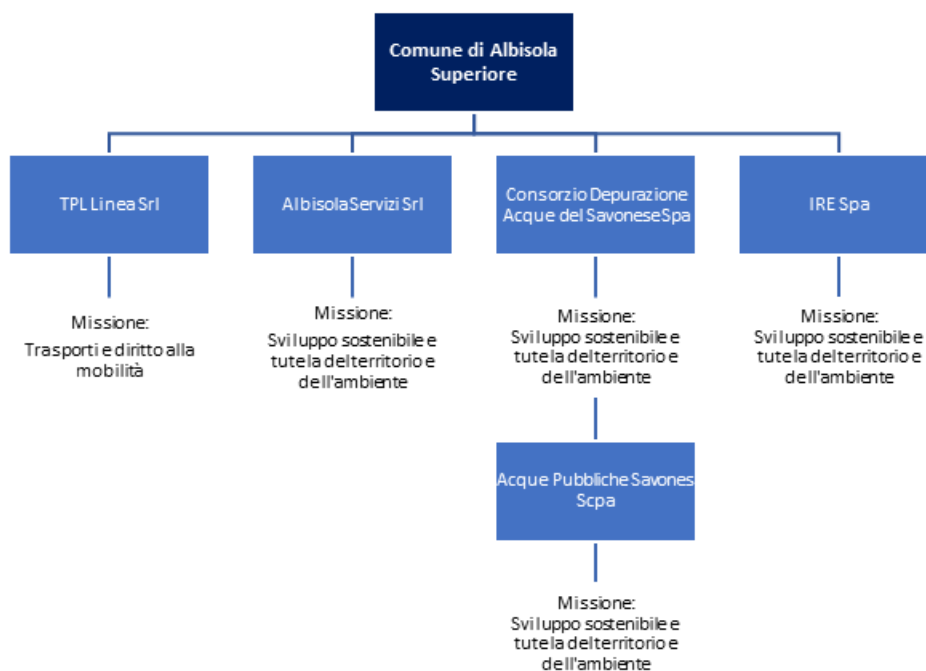 Comune di Albisola
Superiore
TPL Linea Srl
Albisola Servizi Srl
Consorzio Depurazione
Acque del Savonese Spa
IRE Spa
Missione:
Trasporti e diritto alla
mobilità
Missione:
Sviluppo sostenibile e
tutela del territorio e
dell'ambiente
Missione:
Sviluppo sostenibile e
tutela del territorio e
dell'ambiente
Missione:
Sviluppo sostenibile e
tutela del territorio e
dell'ambiente
Acque Pubbliche Savones
Scpa
Missione:
Sviluppo sostenibile e
tutela del territorio e
dell'ambiente